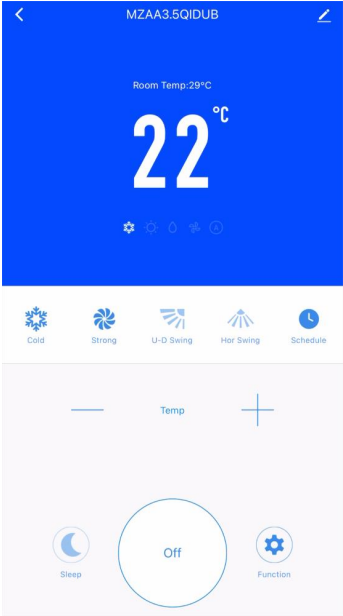 MZAA3.5QIDUB
Room Temp:29°C
22°C
A
Cold Strong U-D Swing Hor Swing Schedule
Temp
Off
Sleep Function